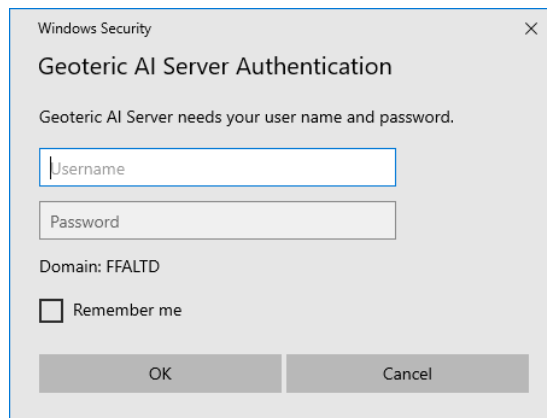 Windows Security
Geoteric AI Server Authentication
Geoteric AI Server needs your user name and password.
Username
Password
Domain: FFALTD
Remember me
OK Cancel